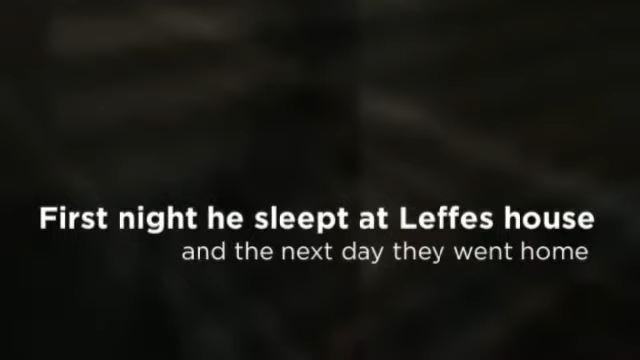 First night he sleept at Leffes house
and the next day they went home